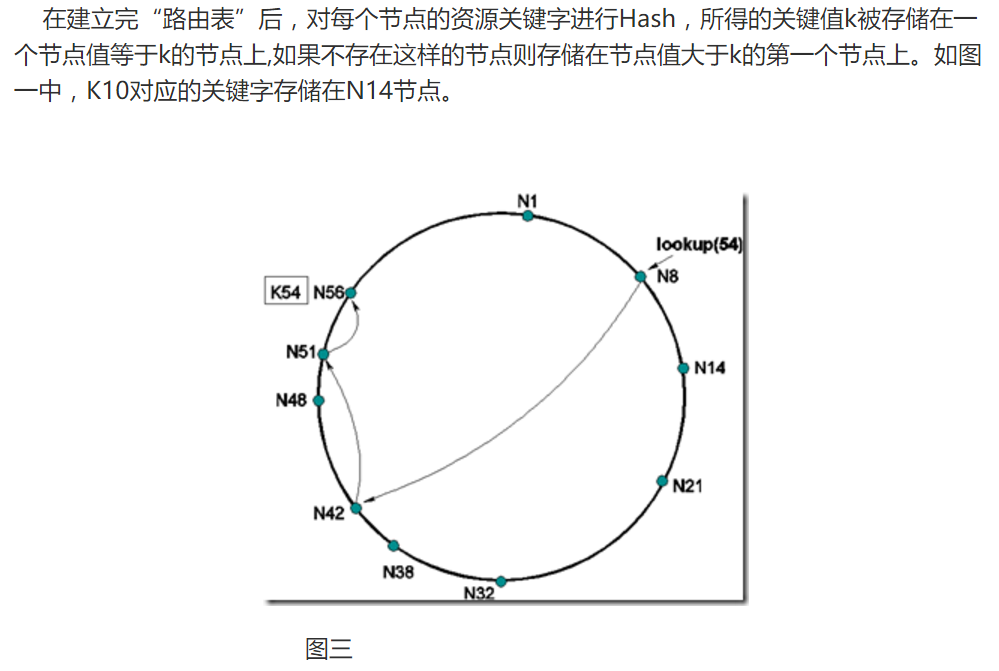 在建立完“路由表”后，对每个节点的资源关键字进行Hash，所得的关键值k被存储在一
个节点值等于k的节点上,如果不存在这样的节点则存储在节点值大于k的第一个节点上。如图
一中，K10对应的关键字存储在N14节点。
N1
lookup(54)
N8
K54 N56
N51
N14
N48
N21
N42
N38
N32
图三